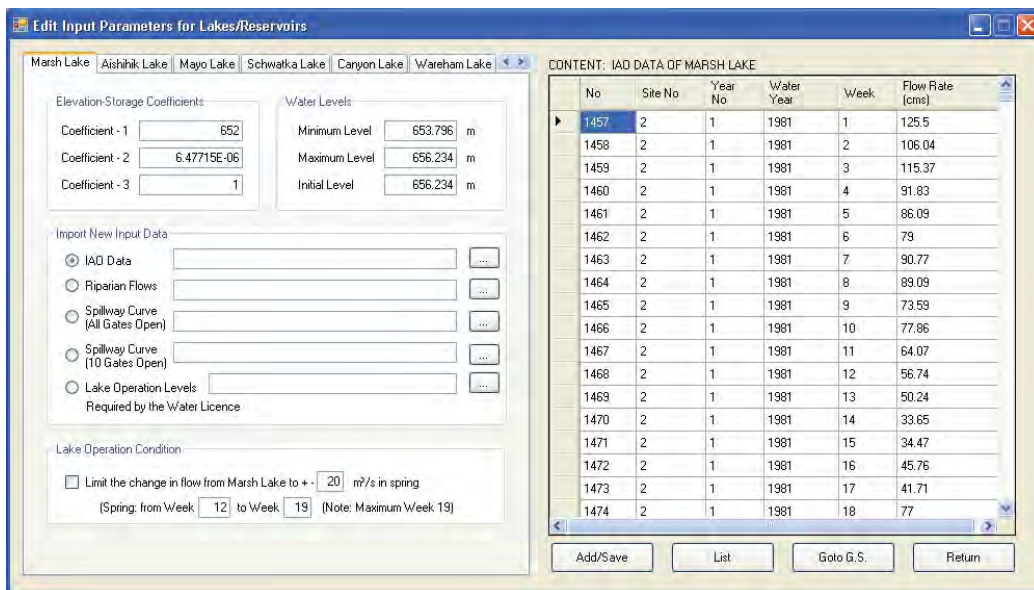 Edit Input Parameters for Lakes/Reservoirs
Marsh Lake Aishihik Lake Mayo Lake Schwatka Lake Canyon Lake Wareham Lake
Elevation-Storage Coefficients
Coefficient - 1 652
Coefficient - 2 6.47715E-06
Coefficient - 3 1
Water Levels
Minimum Level 653.796 m
Maximum Level 656.234 m
Initial Level 656.234 m
Import New Input Data
IAO Data ...
Riparian Flows ...
Spillway Curve
(All Gates Open) ...
Spillway Curve
(10 Gates Open) ...
Lake Operation Levels ...
Required by the Water Licence
Lake Operation Condition
Limit the change in flow from Marsh Lake to + - 20 m³/s in spring
(Spring: from Week 12 to Week 19 (Note: Maximum Week 19)
CONTENT: IAO DATA OF MARSH LAKE
No Site No Year No Water Year Week Flow Rate (cms)
1457 2 1 1981 1 125.5
1458 2 1 1981 2 106.04
1459 2 1 1981 3 115.37
1460 2 1 1981 4 91.83
1461 2 1 1981 5 86.09
1462 2 1 1981 6 79
1463 2 1 1981 7 90.77
1464 2 1 1981 8 89.09
1465 2 1 1981 9 73.59
1466 2 1 1981 10 77.86
1467 2 1 1981 11 64.07
1468 2 1 1981 12 56.74
1469 2 1 1981 13 50.24
1470 2 1 1981 14 33.65
1471 2 1 1981 15 34.47
1472 2 1 1981 16 45.76
1473 2 1 1981 17 41.71
1474 2 1 1981 18 77
Add/Save List Goto G.S. Return